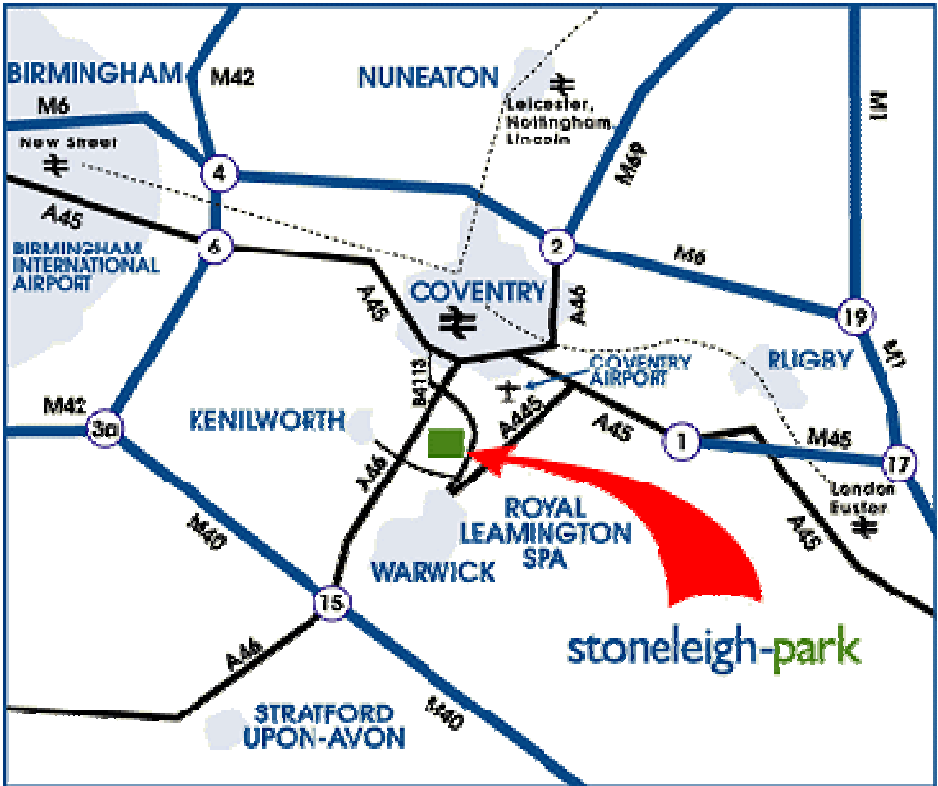 BIRMINGHAM
M42
NUNEATON
M6
M1
Leicester,
Nottingham,
Lincoln
New Street
M69
4
A45
6
2
M6
BIRMINGHAM
INTERNATIONAL
AIRPORT
A45
COVENTRY
A46
19
M1
COVENTRY
AIRPORT
RUGBY
B4113
M42
3a
KENILWORTH
A445
A45
1
M45
17
A46
London
Euster
ROYAL
LEAMINGTON
SPA
A45
M40
WARWICK
15
stoneleigh-park
A46
STRATFORD
UPON-AVON
M40